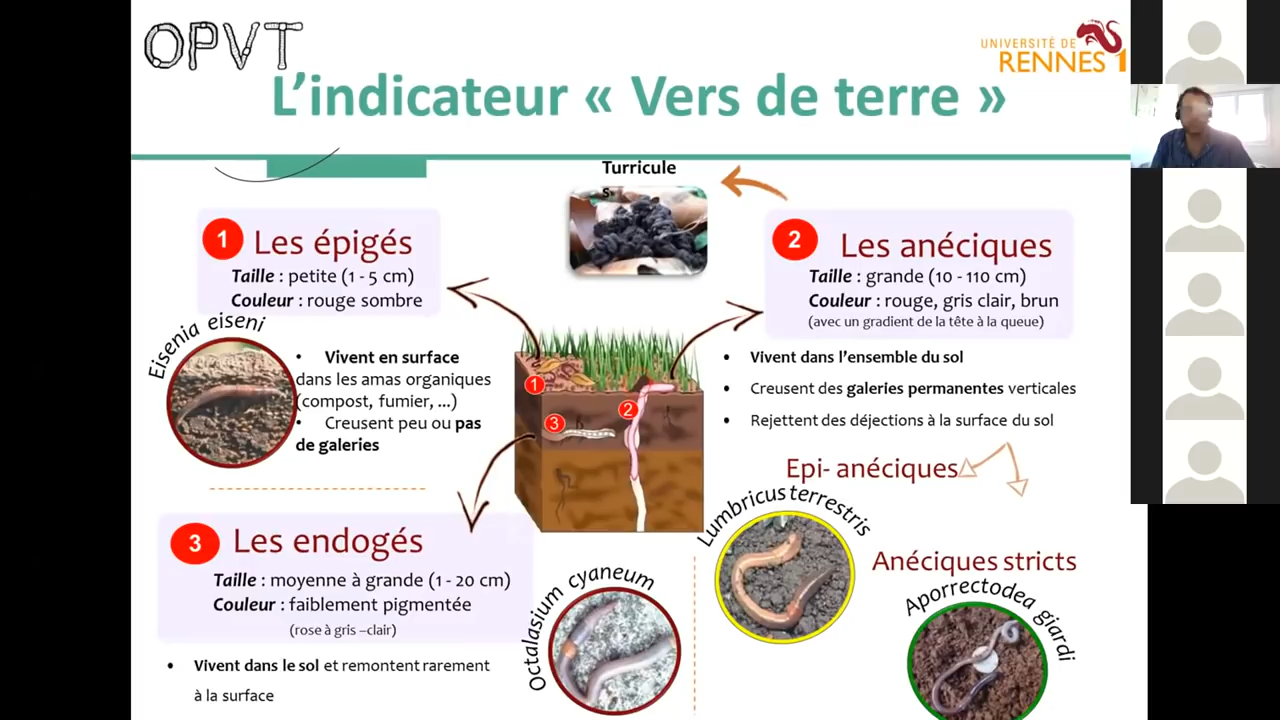 OPVT
UNIVERSITÉ DE
RENNES 1
L'indicateur « Vers de terre »
Turricule
s
1
Les épigés
Taille : petite (1 - 5 cm)
Couleur : rouge sombre
Eisenia eiseni
• Vivent en surface
dans les amas organiques
(compost, fumier, ...)
• Creusent peu ou pas
de galeries
2
Les anéciques
Taille : grande (10 - 110 cm)
Couleur : rouge, gris clair, brun
(avec un gradient de la tête à la queue)
• Vivent dans l'ensemble du sol
• Creusent des galeries permanentes verticales
• Rejettent des déjections à la surface du sol
1
2
3
Epi- anéciques
Lumbricus terrestris
Anéciques stricts
Aporrectodea giardi
3
Les endogés
Taille : moyenne à grande (1 - 20 cm)
Couleur : faiblement pigmentée
(rose à gris –clair)
• Vivent dans le sol et remontent rarement
à la surface
Octalasium cyaneum